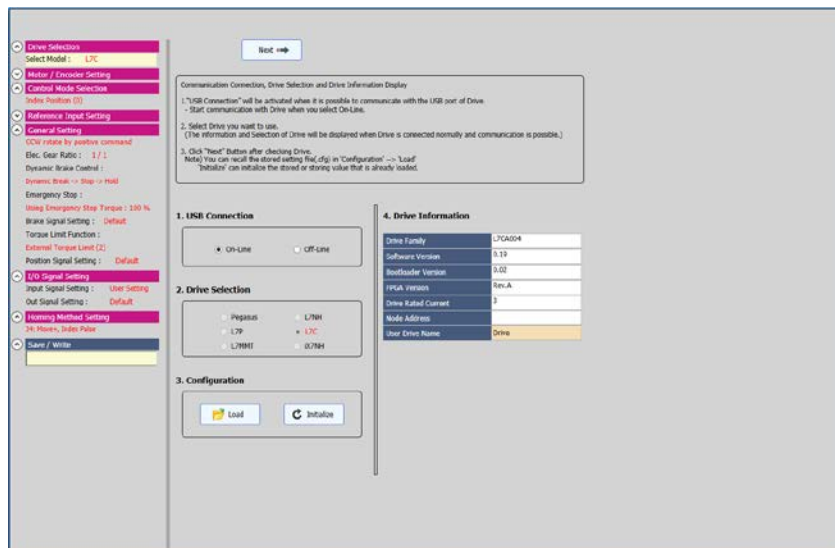 Drive Selection
Select Model : L7C
Motor / Encoder Setting
Control Mode Selection
Index Position (0)
Reference Input Setting
General Setting
CCW rotate by positive command
Elec. Gear Ratio : 1 / 1
Dynamic Brake Control :
Dynamic Break -> Stop -> Hold
Emergency Stop :
Using Emergency Stop Torque : 100 %
Brake Signal Setting : Default
Torque Limit Function :
External Torque Limit (2)
Position Signal Setting : Default
I/O Signal Setting
Input Signal Setting : User Setting
Out Signal Setting : Default
Homing Method Setting
34: Move+, Index Pulse
Save / Write
Next
Communication Connection, Drive Selection and Drive Information Display
1."USB Connection" will be activated when it is possible to communicate with the USB port of Drive.
- Start communication with Drive when you select On-Line.
2. Select Drive you want to use.
(The information and Selection of Drive will be displayed when Drive is connected normally and communication is possible.)
3. Click "Next" Button after checking Drive.
Note) You can recall the stored setting file(.cfg) in 'Configuration' --> 'Load'
'Initialize' can initialize the stored or storing value that is already loaded.
1. USB Connection
On-Line Off-Line
2. Drive Selection
Pegasus L7NH
L7P L7C
iX7NH
3. Configuration
Load Initialize
4. Drive Information
Drive Family L7CA004
Software Version 0.19
Bootloader Version 0.02
FPGA Version Rev.A
Drive Rated Current 3
Node Address
User Drive Name Drive